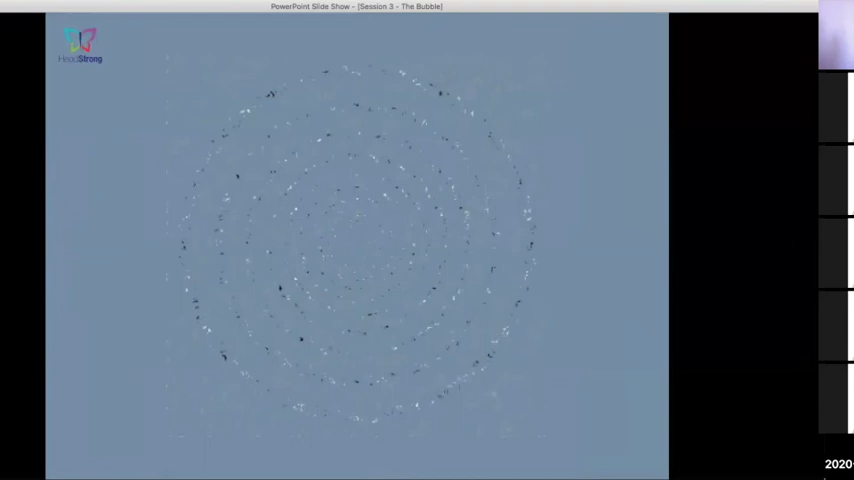 PowerPoint Slide Show - [Session 3 - The Bubble]
HeadStrong
2020-